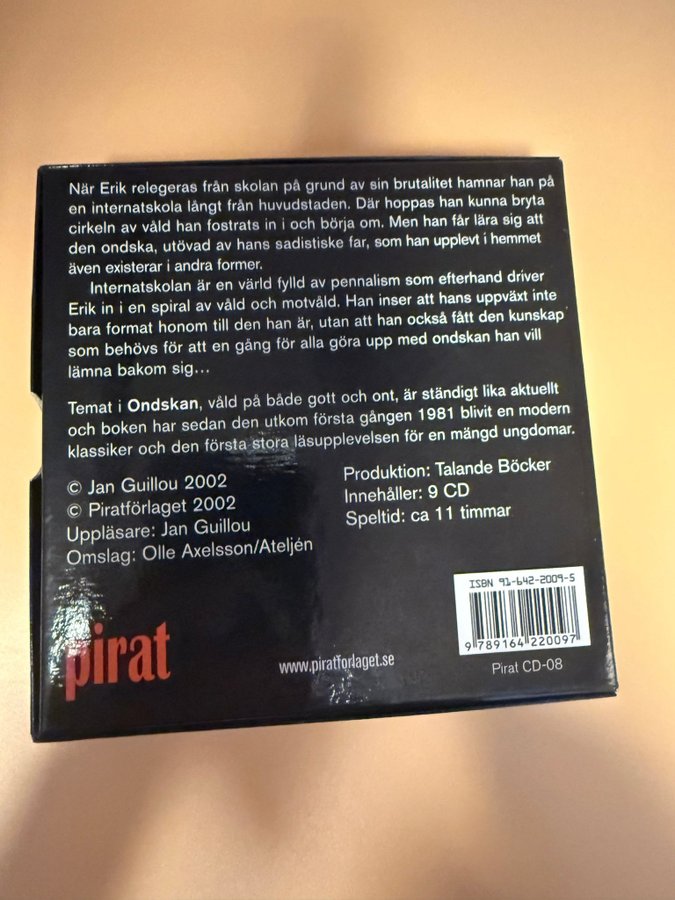 När Erik relegeras från skolan på grund av sin brutalitet hamnar han på
en internatskola långt från huvudstaden. Där hoppas han kunna bryta
cirkeln av våld han fostrats in i och börja om. Men han får lära sig att
den ondska, utövad av hans sadistiske far, som han upplevt i hemmet
även existerar i andra former.
Internatskolan är en värld fylld av pennalism som efterhand driver
Erik in i en spiral av våld och motvåld. Han inser att hans uppväxt inte
bara format honom till den han är, utan att han också fått den kunskap
som behövs för att en gång för alla göra upp med ondskan han vill
lämna bakom sig...
Temat i Ondskan, våld på både gott och ont, är ständigt lika aktuellt
och boken har sedan den utkom första gången 1981 blivit en modern
klassiker och den första stora läsupplevelsen för en mängd ungdomar.
© Jan Guillou 2002
© Piratförlaget 2002
Uppläsare: Jan Guillou
Omslag: Olle Axelsson/Ateljén
Produktion: Talande Böcker
Innehåller: 9 CD
Speltid: ca 11 timmar
ISBN 91-642-2009-5
9 789164 220097
Pirat CD-08
pirat
www.piratforlaget.se